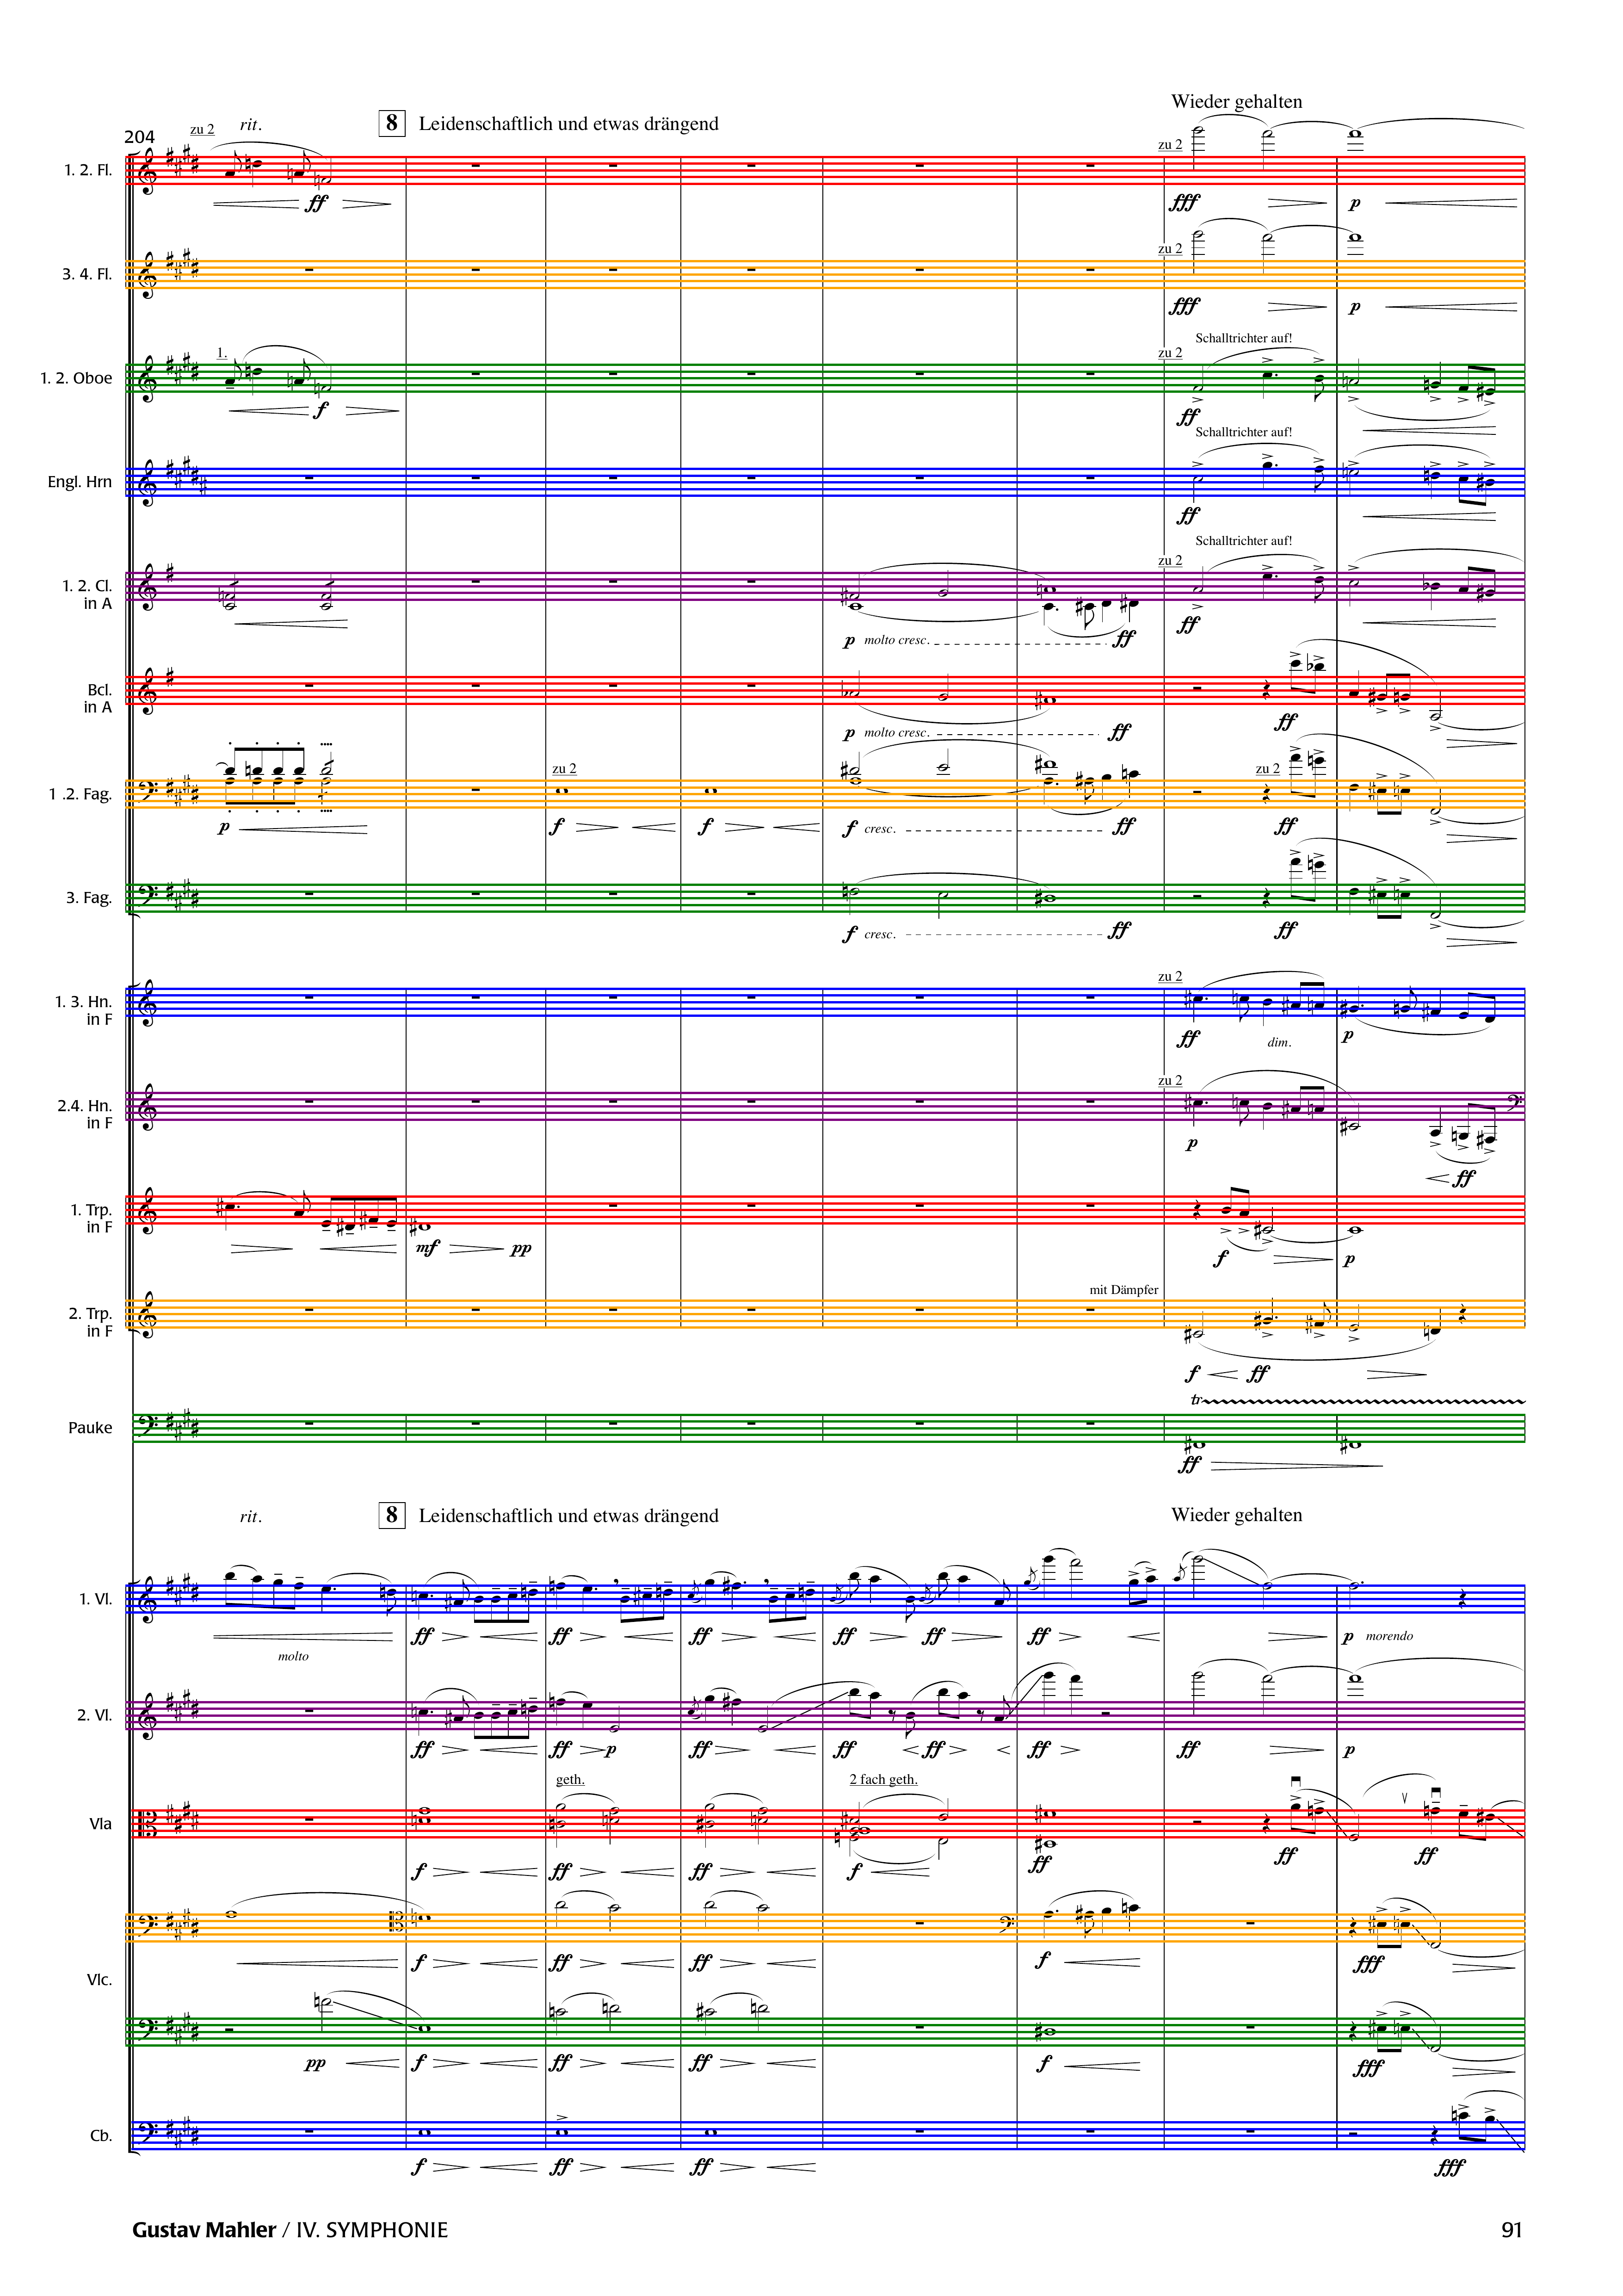 Wieder gehalten
204 zu 2 rit. 8 Leidenschaftlich und etwas drängend
zu 2
1. 2. Fl.
ff fff p
zu 2
3. 4. Fl.
fff p
Schalltrichter auf!
1. zu 2
1. 2. Oboe
f ff
Schalltrichter auf!
Engl. Hrn
ff
Schalltrichter auf!
zu 2
1. 2. Cl.
in A
p molto cresc. ff ff
Bcl.
in A
p molto cresc. ff ff
zu 2 zu 2
1 .2. Fag.
p f f f cresc. ff ff
3. Fag.
f cresc. ff ff
zu 2
1. 3. Hn.
in F
ff dim. p
zu 2
2.4. Hn.
in F
p ff
1. Trp.
in F
mf pp f p
mit Dämpfer
2. Trp.
in F
f ff
tr
Pauke
ff
rit. 8 Leidenschaftlich und etwas drängend Wieder gehalten
1. Vl.
molto ff ff ff ff ff ff p morendo
2. Vl.
ff ff p ff ff ff ff ff p
geth. 2 fach geth.
Vla
f ff ff f ff ff ff
f ff ff f fff
Vlc.
pp f ff ff f fff
Cb.
f ff ff fff
Gustav Mahler / IV. SYMPHONIE 91